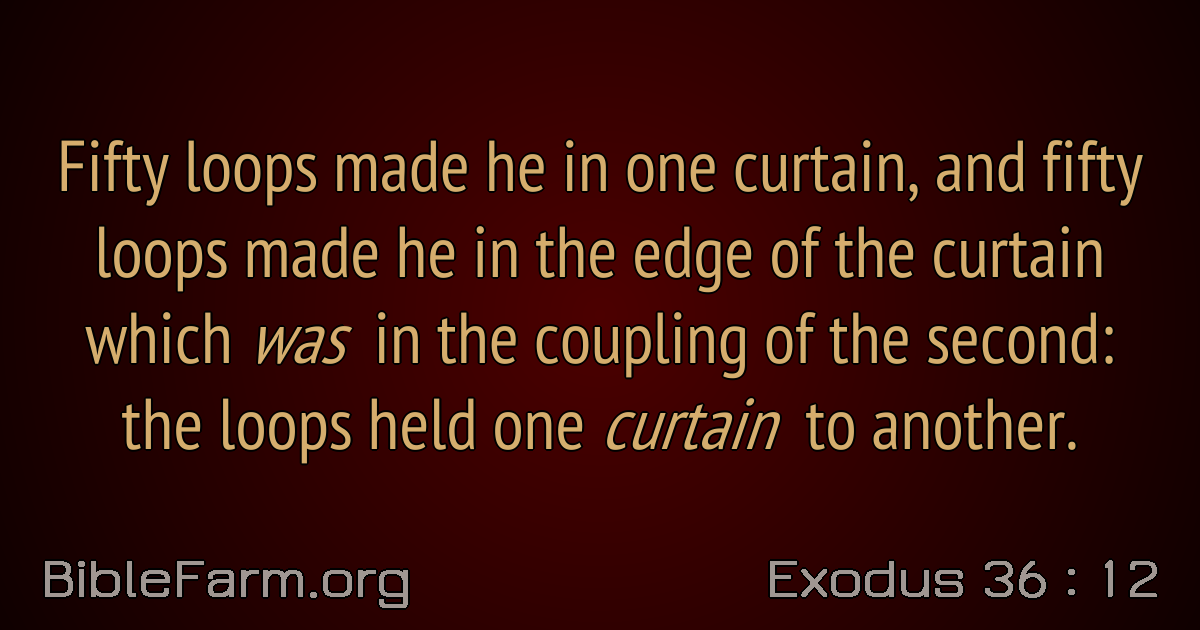 Fifty loops made he in one curtain, and fifty
loops made he in the edge of the curtain
which was in the coupling of the second:
the loops held one curtain to another.
BibleFarm.org
Exodus 36 : 12